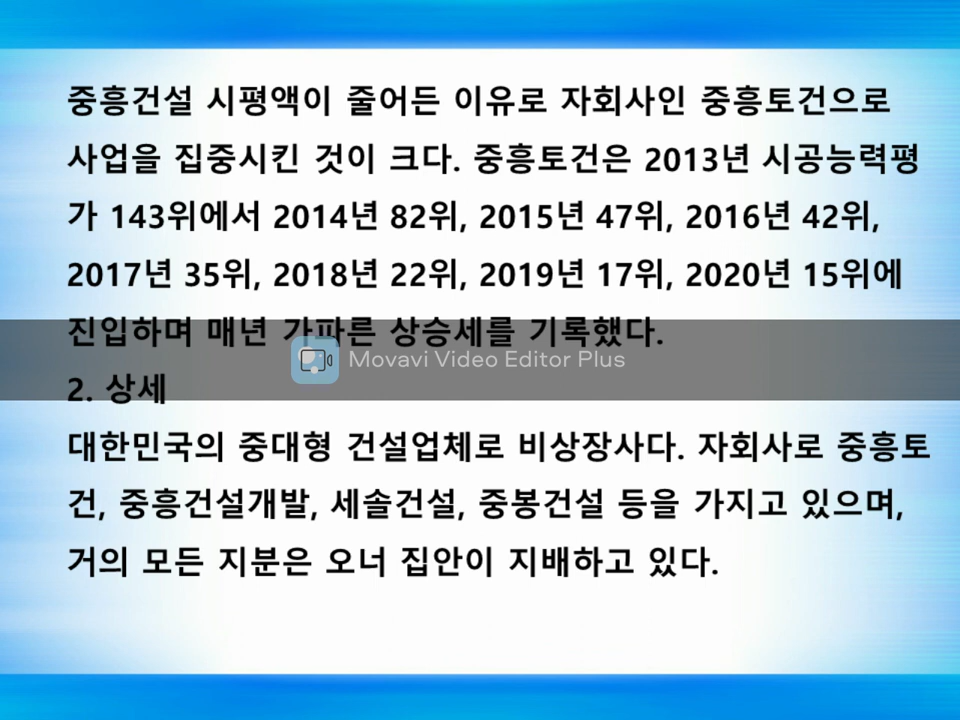 중흥건설 시평액이 줄어든 이유로 자회사인 중흥토건으로
사업을 집중시킨 것이 크다. 중흥토건은 2013년 시공능력평
가 143위에서 2014년 82위, 2015년 47위, 2016년 42위,
2017년 35위, 2018년 22위, 2019년 17위, 2020년 15위에
진입하며 매년 가파른 상승세를 기록했다.
Movavi Video Editor Plus
2. 상세
대한민국의 중대형 건설업체로 비상장사다. 자회사로 중흥토
건, 중흥건설개발, 세솔건설, 중봉건설 등을 가지고 있으며,
거의 모든 지분은 오너 집안이 지배하고 있다.